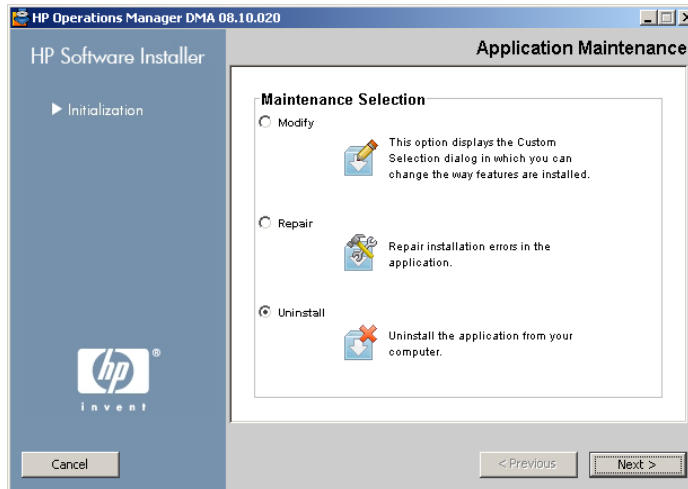 HP Operations Manager DMA 08.10.020
HP Software Installer
Application Maintenance
Initialization
Maintenance Selection
Modify
This option displays the Custom
Selection dialog in which you can
change the way features are installed.
Repair
Repair installation errors in the
application.
Uninstall
Uninstall the application from your
computer.
hp
®
invent
Cancel
< Previous
Next >